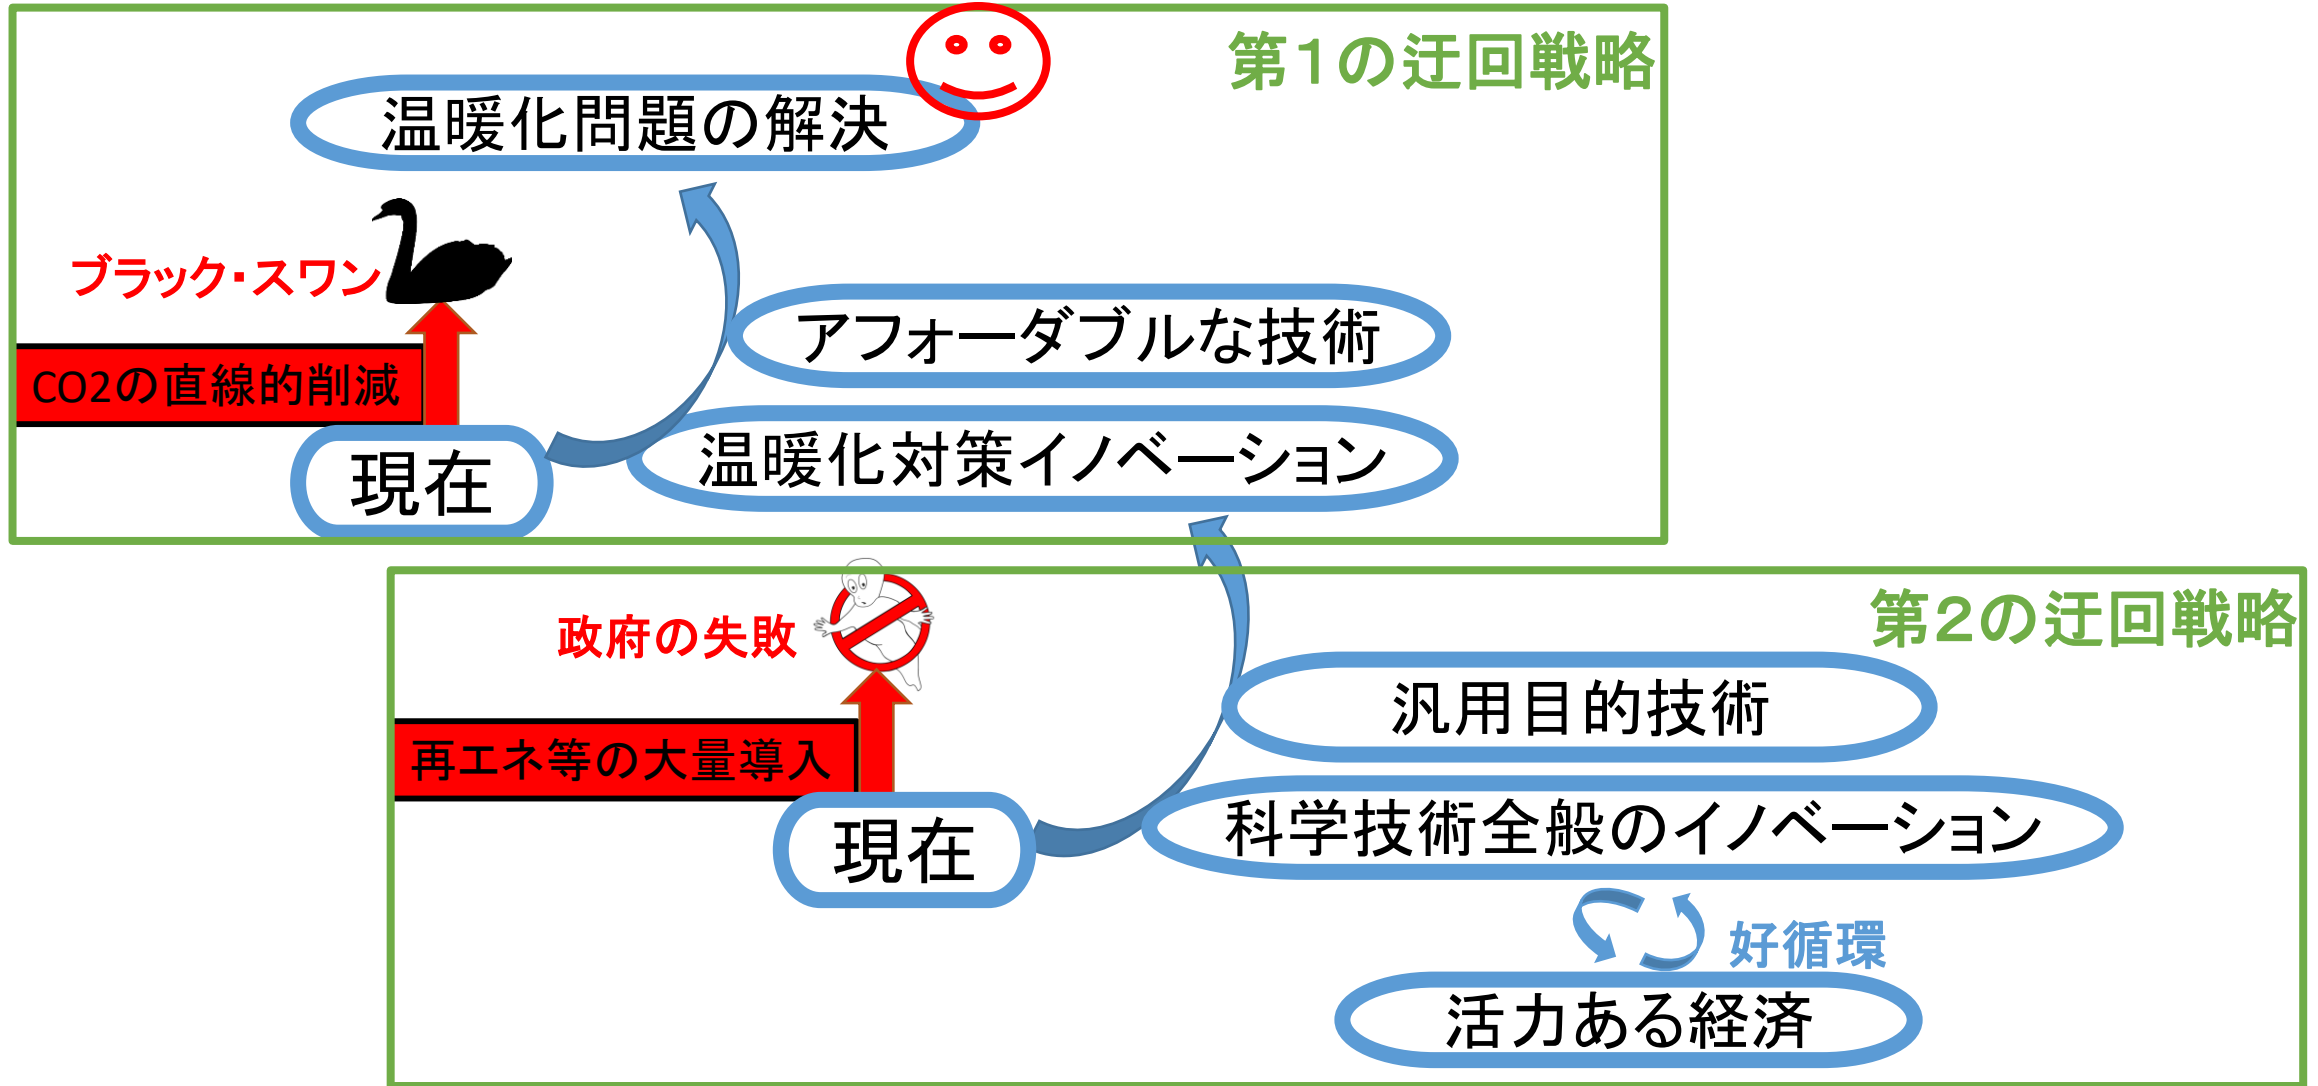 第１の迂回戦略
温暖化問題の解決
ブラック・スワン
アフォーダブルな技術
CO2の直線的削減
温暖化対策イノベーション
現在
第２の迂回戦略
政府の失敗
汎用目的技術
再エネ等の大量導入
科学技術全般のイノベーション
現在
好循環
活力ある経済